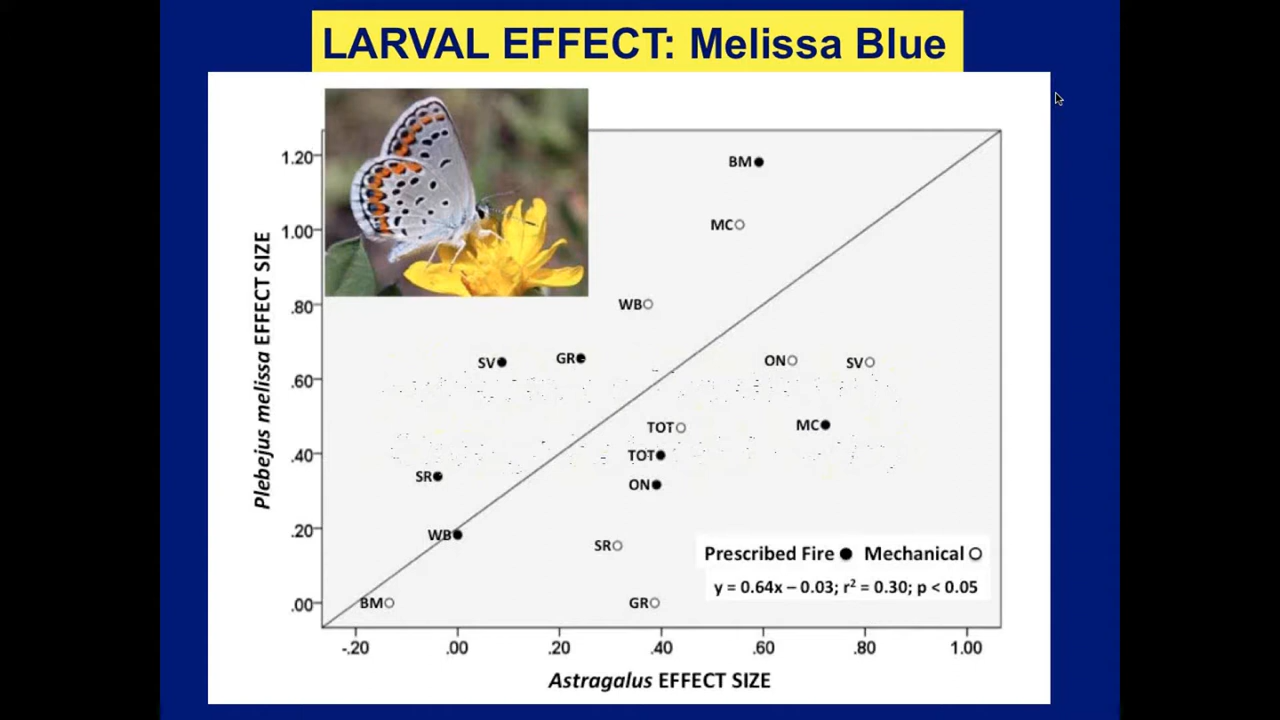 LARVAL EFFECT: Melissa Blue
Plebejus melissa EFFECT SIZE
1.20
1.00
.80
.60
.40
.20
.00
BM
MC
WB
SV
GR
ON
SV
TOT
MC
TOT
SR
ON
WB
SR
BM
GR
Prescribed Fire Mechanical
y = 0.64x – 0.03; r² = 0.30; p < 0.05
-.20 .00 .20 .40 .60 .80 1.00
Astragalus EFFECT SIZE